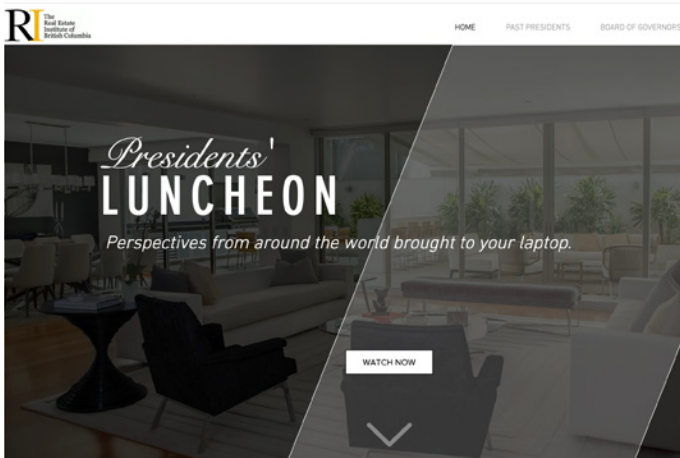 RI
The
Real Estate
Institute of
British Columbia
HOME PAST PRESIDENTS BOARD OF GOVERNORS
Presidents'
LUNCHEON
Perspectives from around the world brought to your laptop.
WATCH NOW